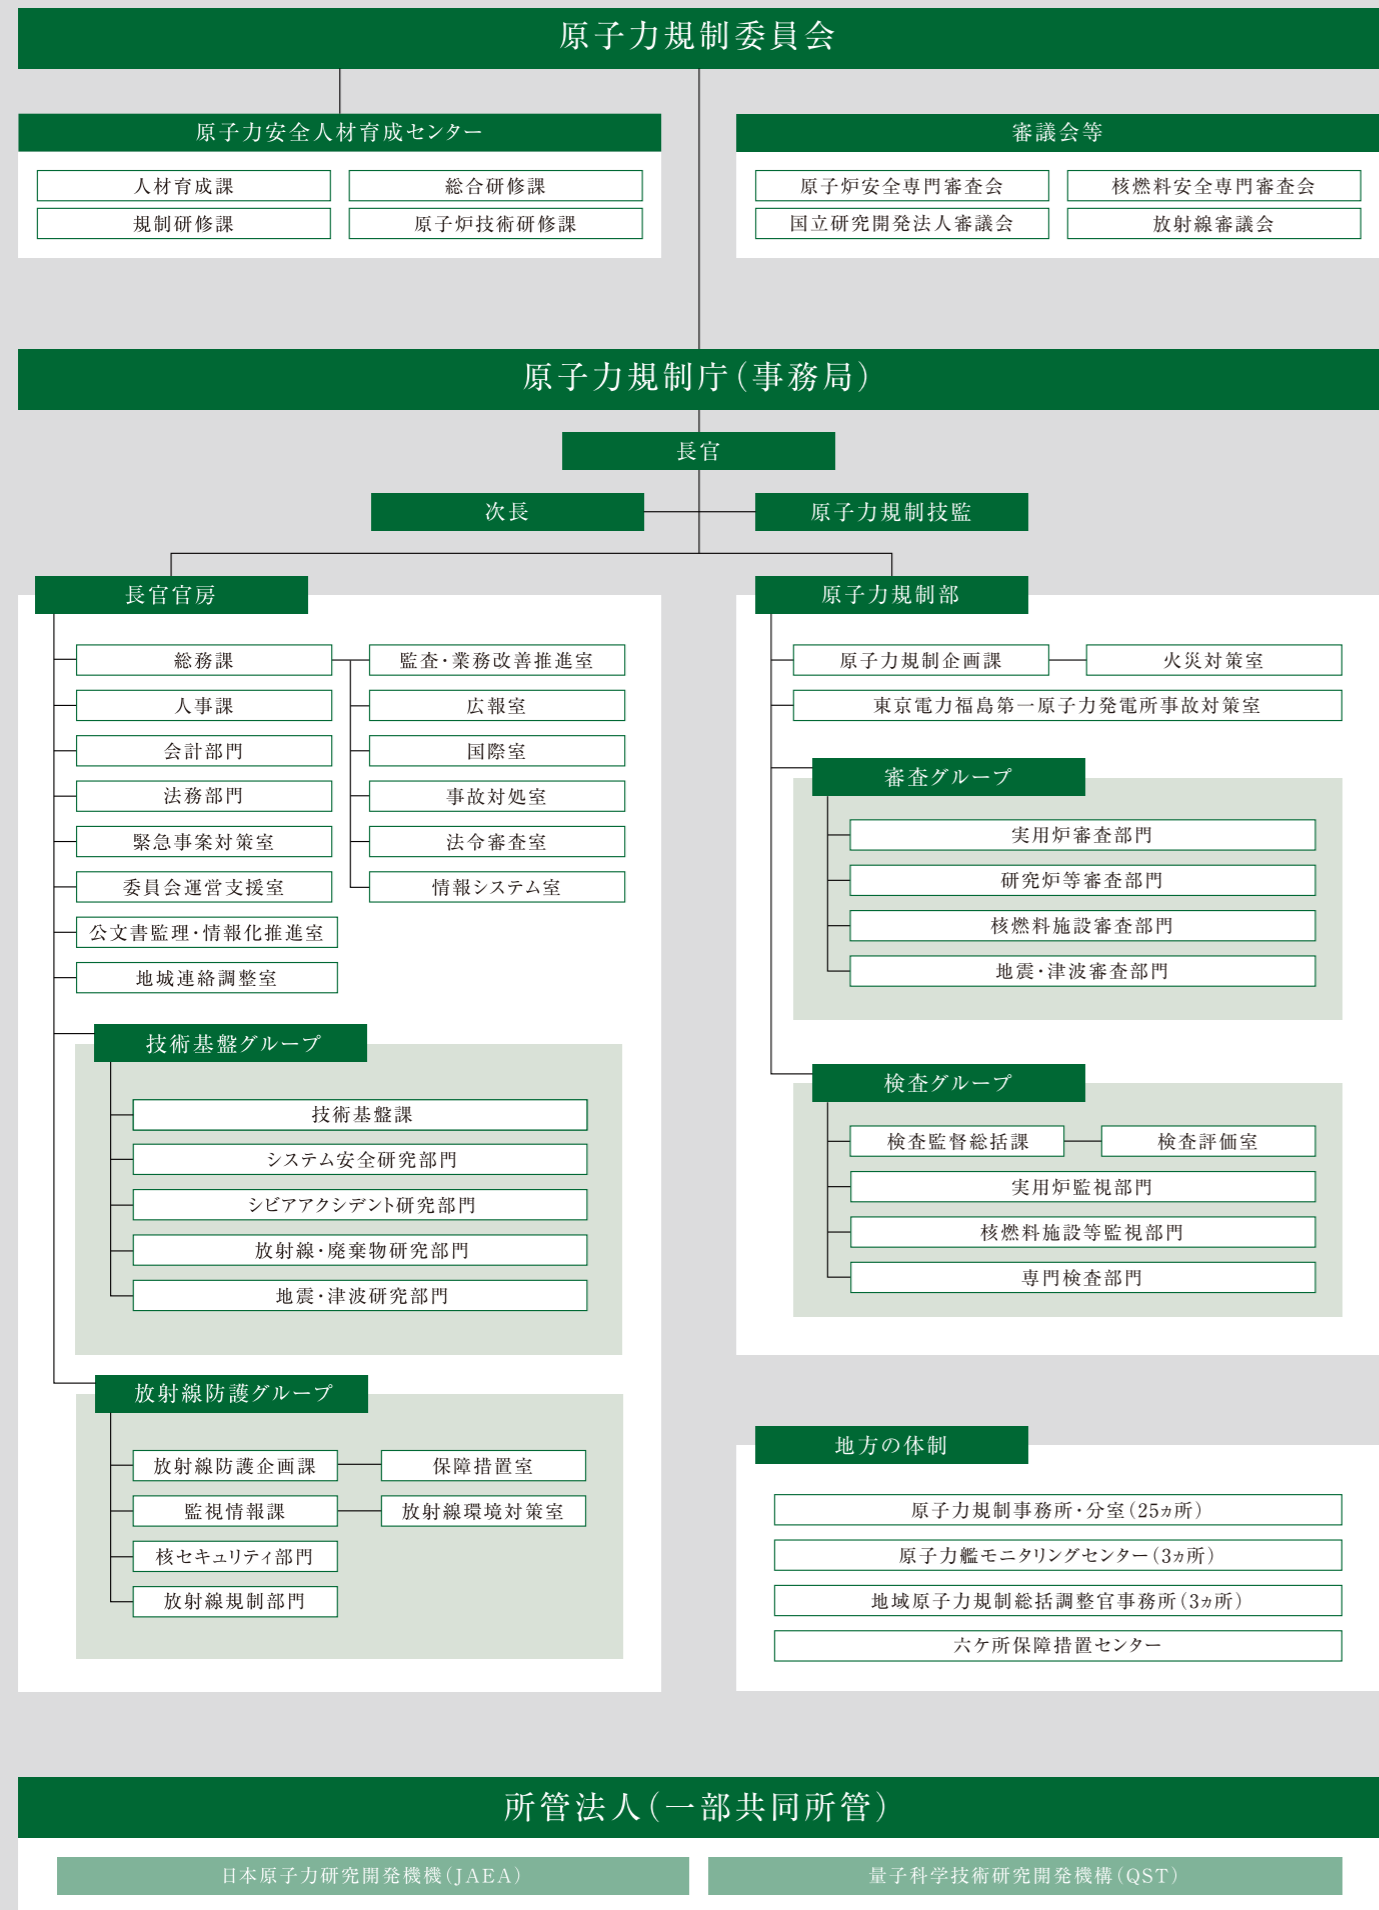 原子力規制委員会
原子力安全人材育成センター
人材育成課
総合研修課
規制研修課
原子炉技術研修課
審議会等
原子炉安全専門審査会
核燃料安全専門審査会
国立研究開発法人審議会
放射線審議会
原子力規制庁（事務局）
長官
次長
原子力規制技監
長官官房
総務課
監査・業務改善推進室
人事課
広報室
会計部門
国際室
法務部門
事故対処室
緊急事案対策室
法令審査室
委員会運営支援室
情報システム室
公文書監理・情報化推進室
地城連絡調整室
技術基盤グループ
技術基盤課
システム安全研究部門
シビアアクシデント研究部門
放射線・廃棄物研究部門
地震・津波研究部門
放射線防護グループ
放射線防護企画課
保障措置室
監視情報課
放射線環境対策室
核セキュリティ部門
放射線規制部門
原子力規制部
原子力規制企画課
火災対策室
東京電力福島第一原子力発電所事故対策室
審査グループ
実用炉審査部門
研究炉等審査部門
核燃料施設審査部門
地震・津波審査部門
検査グループ
検査監督総括課
検査評価室
実用炉監視部門
核燃料施設等監視部門
専門検査部門
地方の体制
原子力規制事務所・分室（25ヵ所）
原子力艦モニタリングセンター（3ヵ所）
地域原子力規制総括調整官事務所（3ヵ所）
六ケ所保障措置センター
所管法人（一部共同所管）
日本原子力研究開発機機（JAEA）
量子科学技術研究開発機構（QST）